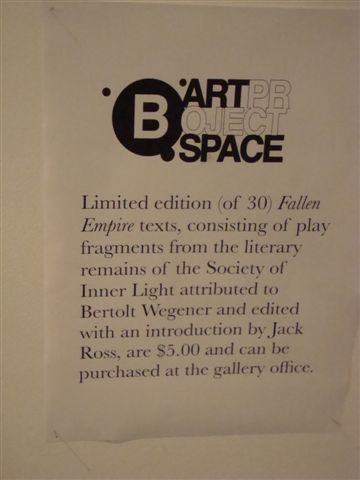 B
ART PR
OJECT
SPACE
Limited edition (of 30) Fallen
Empire texts, consisting of play
fragments from the literary
remains of the Society of
Inner Light attributed to
Bertolt Wegener and edited
with an introduction by Jack
Ross, are $5.00 and can be
purchased at the gallery office.